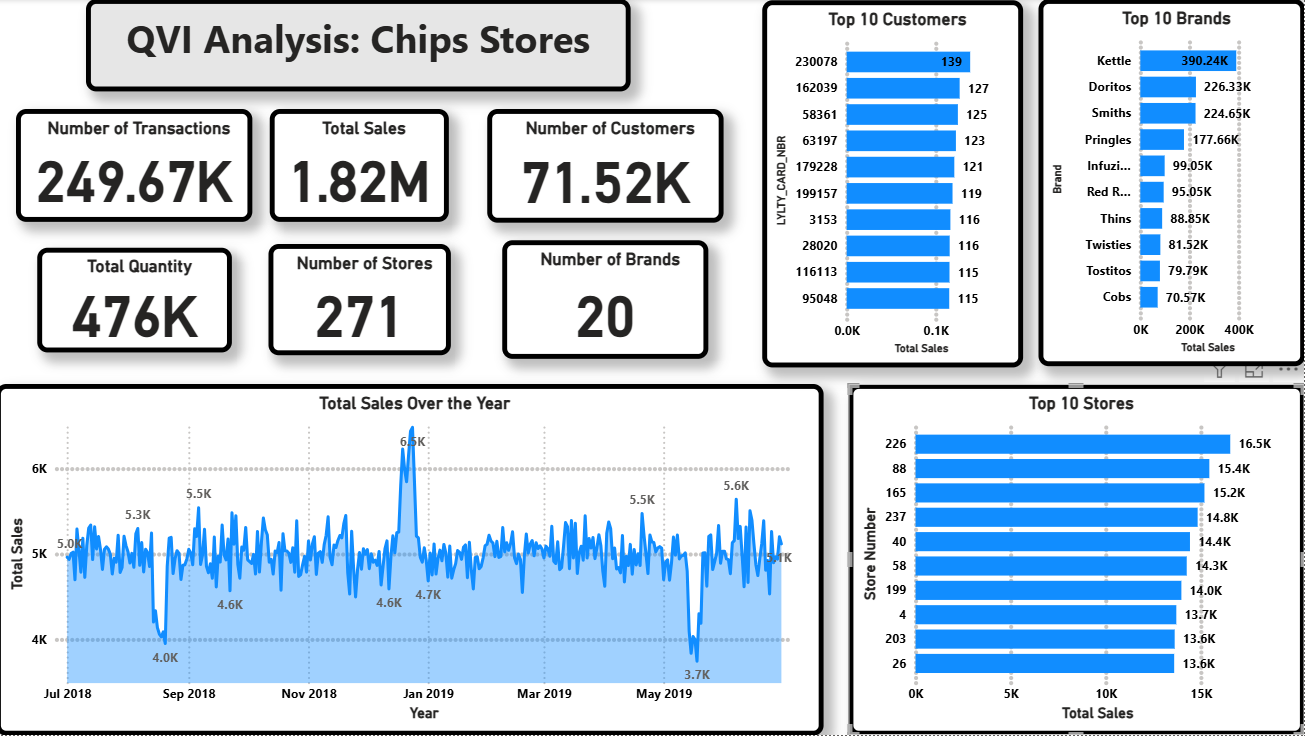 QVI Analysis: Chips Stores
Number of Transactions
249.67K
Total Sales
1.82M
Number of Customers
71.52K
Total Quantity
476K
Number of Stores
271
Number of Brands
20
Top 10 Customers
LYLTY_CARD_NBR
230078 139
162039 127
58361 125
63197 123
179228 121
199157 119
3153 116
28020 116
116113 115
95048 115
0.0K 0.1K
Total Sales
Top 10 Brands
Brand
Kettle 390.24K
Doritos 226.33K
Smiths 224.65K
Pringles 177.66K
Infuzi... 99.05K
Red R... 95.05K
Thins 88.85K
Twisties 81.52K
Tostitos 79.79K
Cobs 70.57K
0K 200K 400K
Total Sales
Total Sales Over the Year
Total Sales
6K
5K
4K
5.0K
5.3K
4.0K
5.5K
4.6K
4.6K
6.5K
4.7K
5.5K
3.7K
5.6K
5.1K
Jul 2018 Sep 2018 Nov 2018 Jan 2019 Mar 2019 May 2019
Year
Top 10 Stores
Store Number
226 16.5K
88 15.4K
165 15.2K
237 14.8K
40 14.4K
58 14.3K
199 14.0K
4 13.7K
203 13.6K
26 13.6K
0K 5K 10K 15K
Total Sales